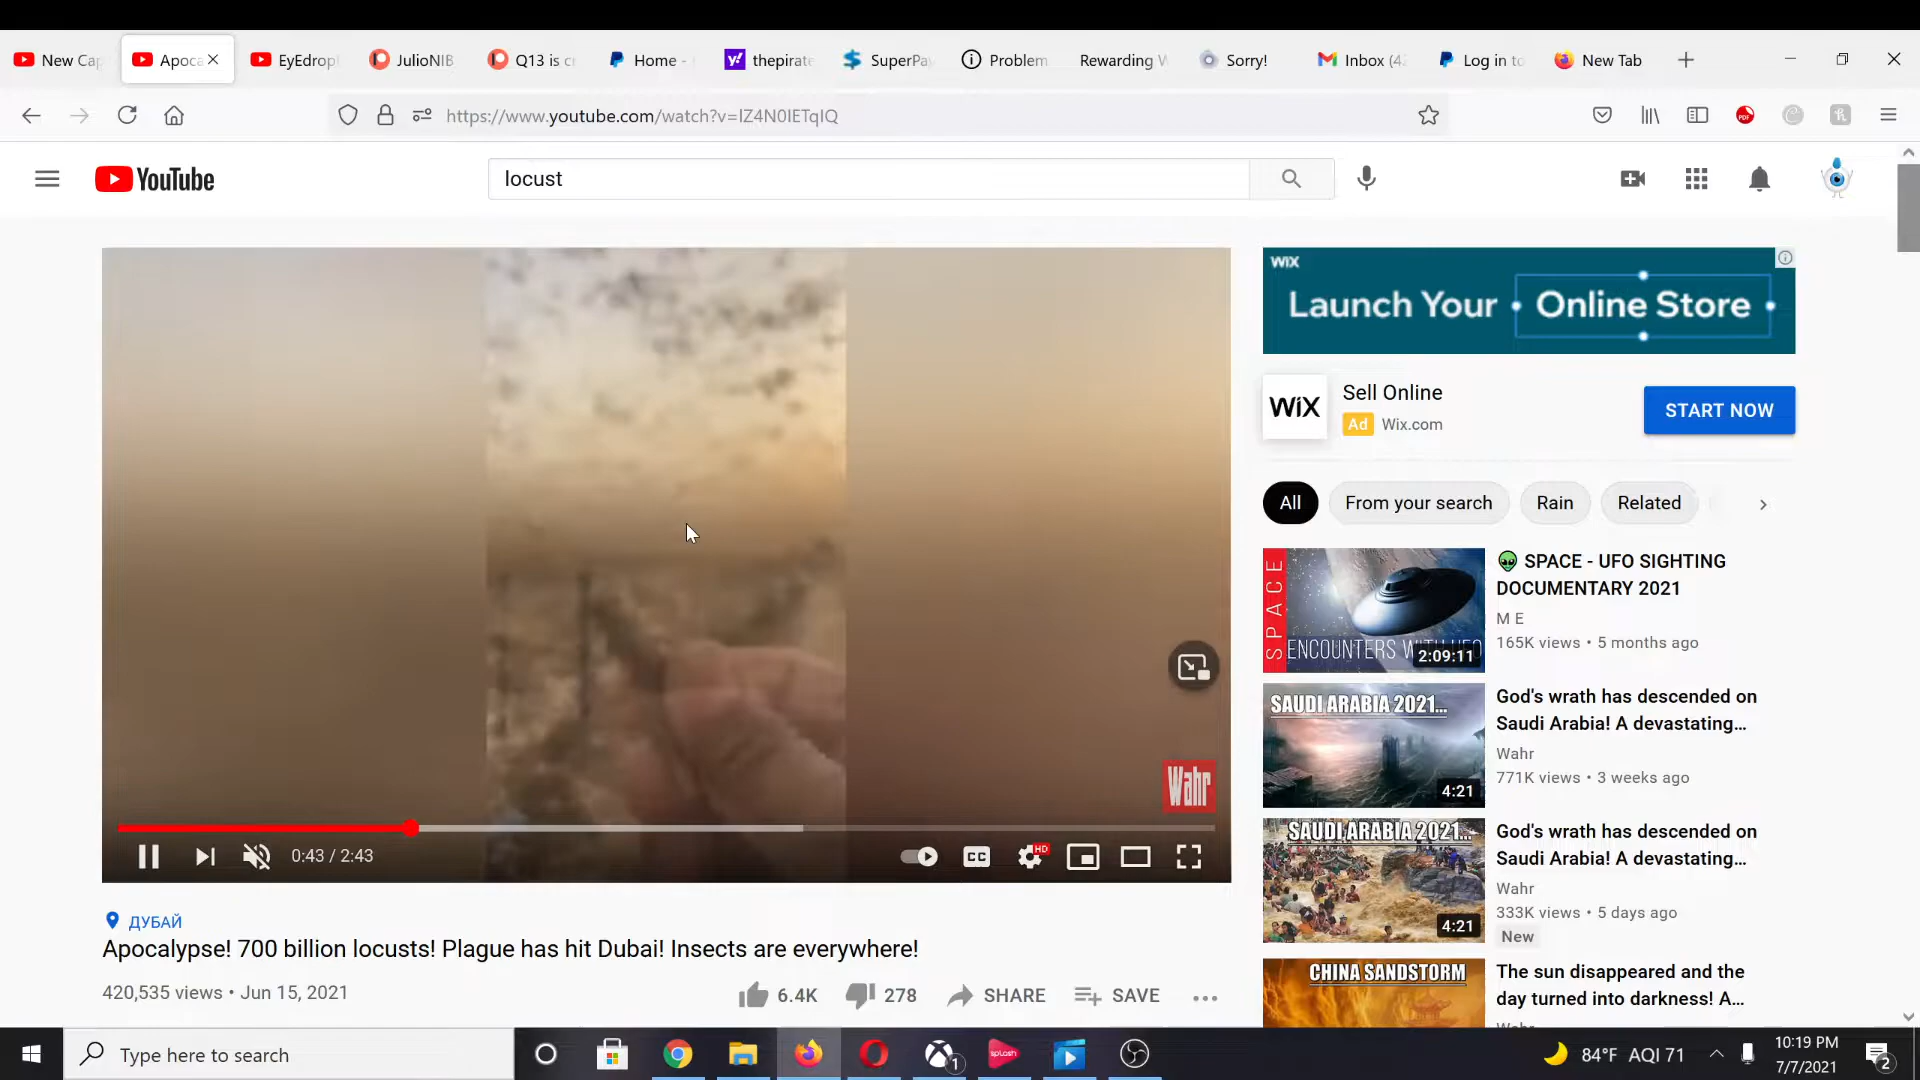 New Ca
Apoca
EyEdrop
JulioNIB
Q13 is c
Home -
thepirate
SuperPa
Problem
Rewarding
Sorry!
Inbox (4
Log in to
New Tab
https://www.youtube.com/watch?v=IZ4N0IETqIQ
YouTube
locust
WIX
Launch Your Online Store
WiX
Sell Online
Ad Wix.com
START NOW
All
From your search
Rain
Related
SPACE
ENCOUNTERS WITH UFO
2:09:11
👽 SPACE - UFO SIGHTING
DOCUMENTARY 2021
M E
165K views • 5 months ago
SAUDI ARABIA 2021...
4:21
God's wrath has descended on
Saudi Arabia! A devastating...
Wahr
771K views • 3 weeks ago
SAUDI ARABIA 2021...
4:21
God's wrath has descended on
Saudi Arabia! A devastating...
Wahr
333K views • 5 days ago
New
CHINA SANDSTORM
The sun disappeared and the
day turned into darkness! A...
Wahr
0:43 / 2:43
CC
HD
ДУБАЙ
Apocalypse! 700 billion locusts! Plague has hit Dubai! Insects are everywhere!
420,535 views • Jun 15, 2021
6.4K
278
SHARE
SAVE
Type here to search
1
splash
84°F AQI 71
10:19 PM
7/7/2021
2